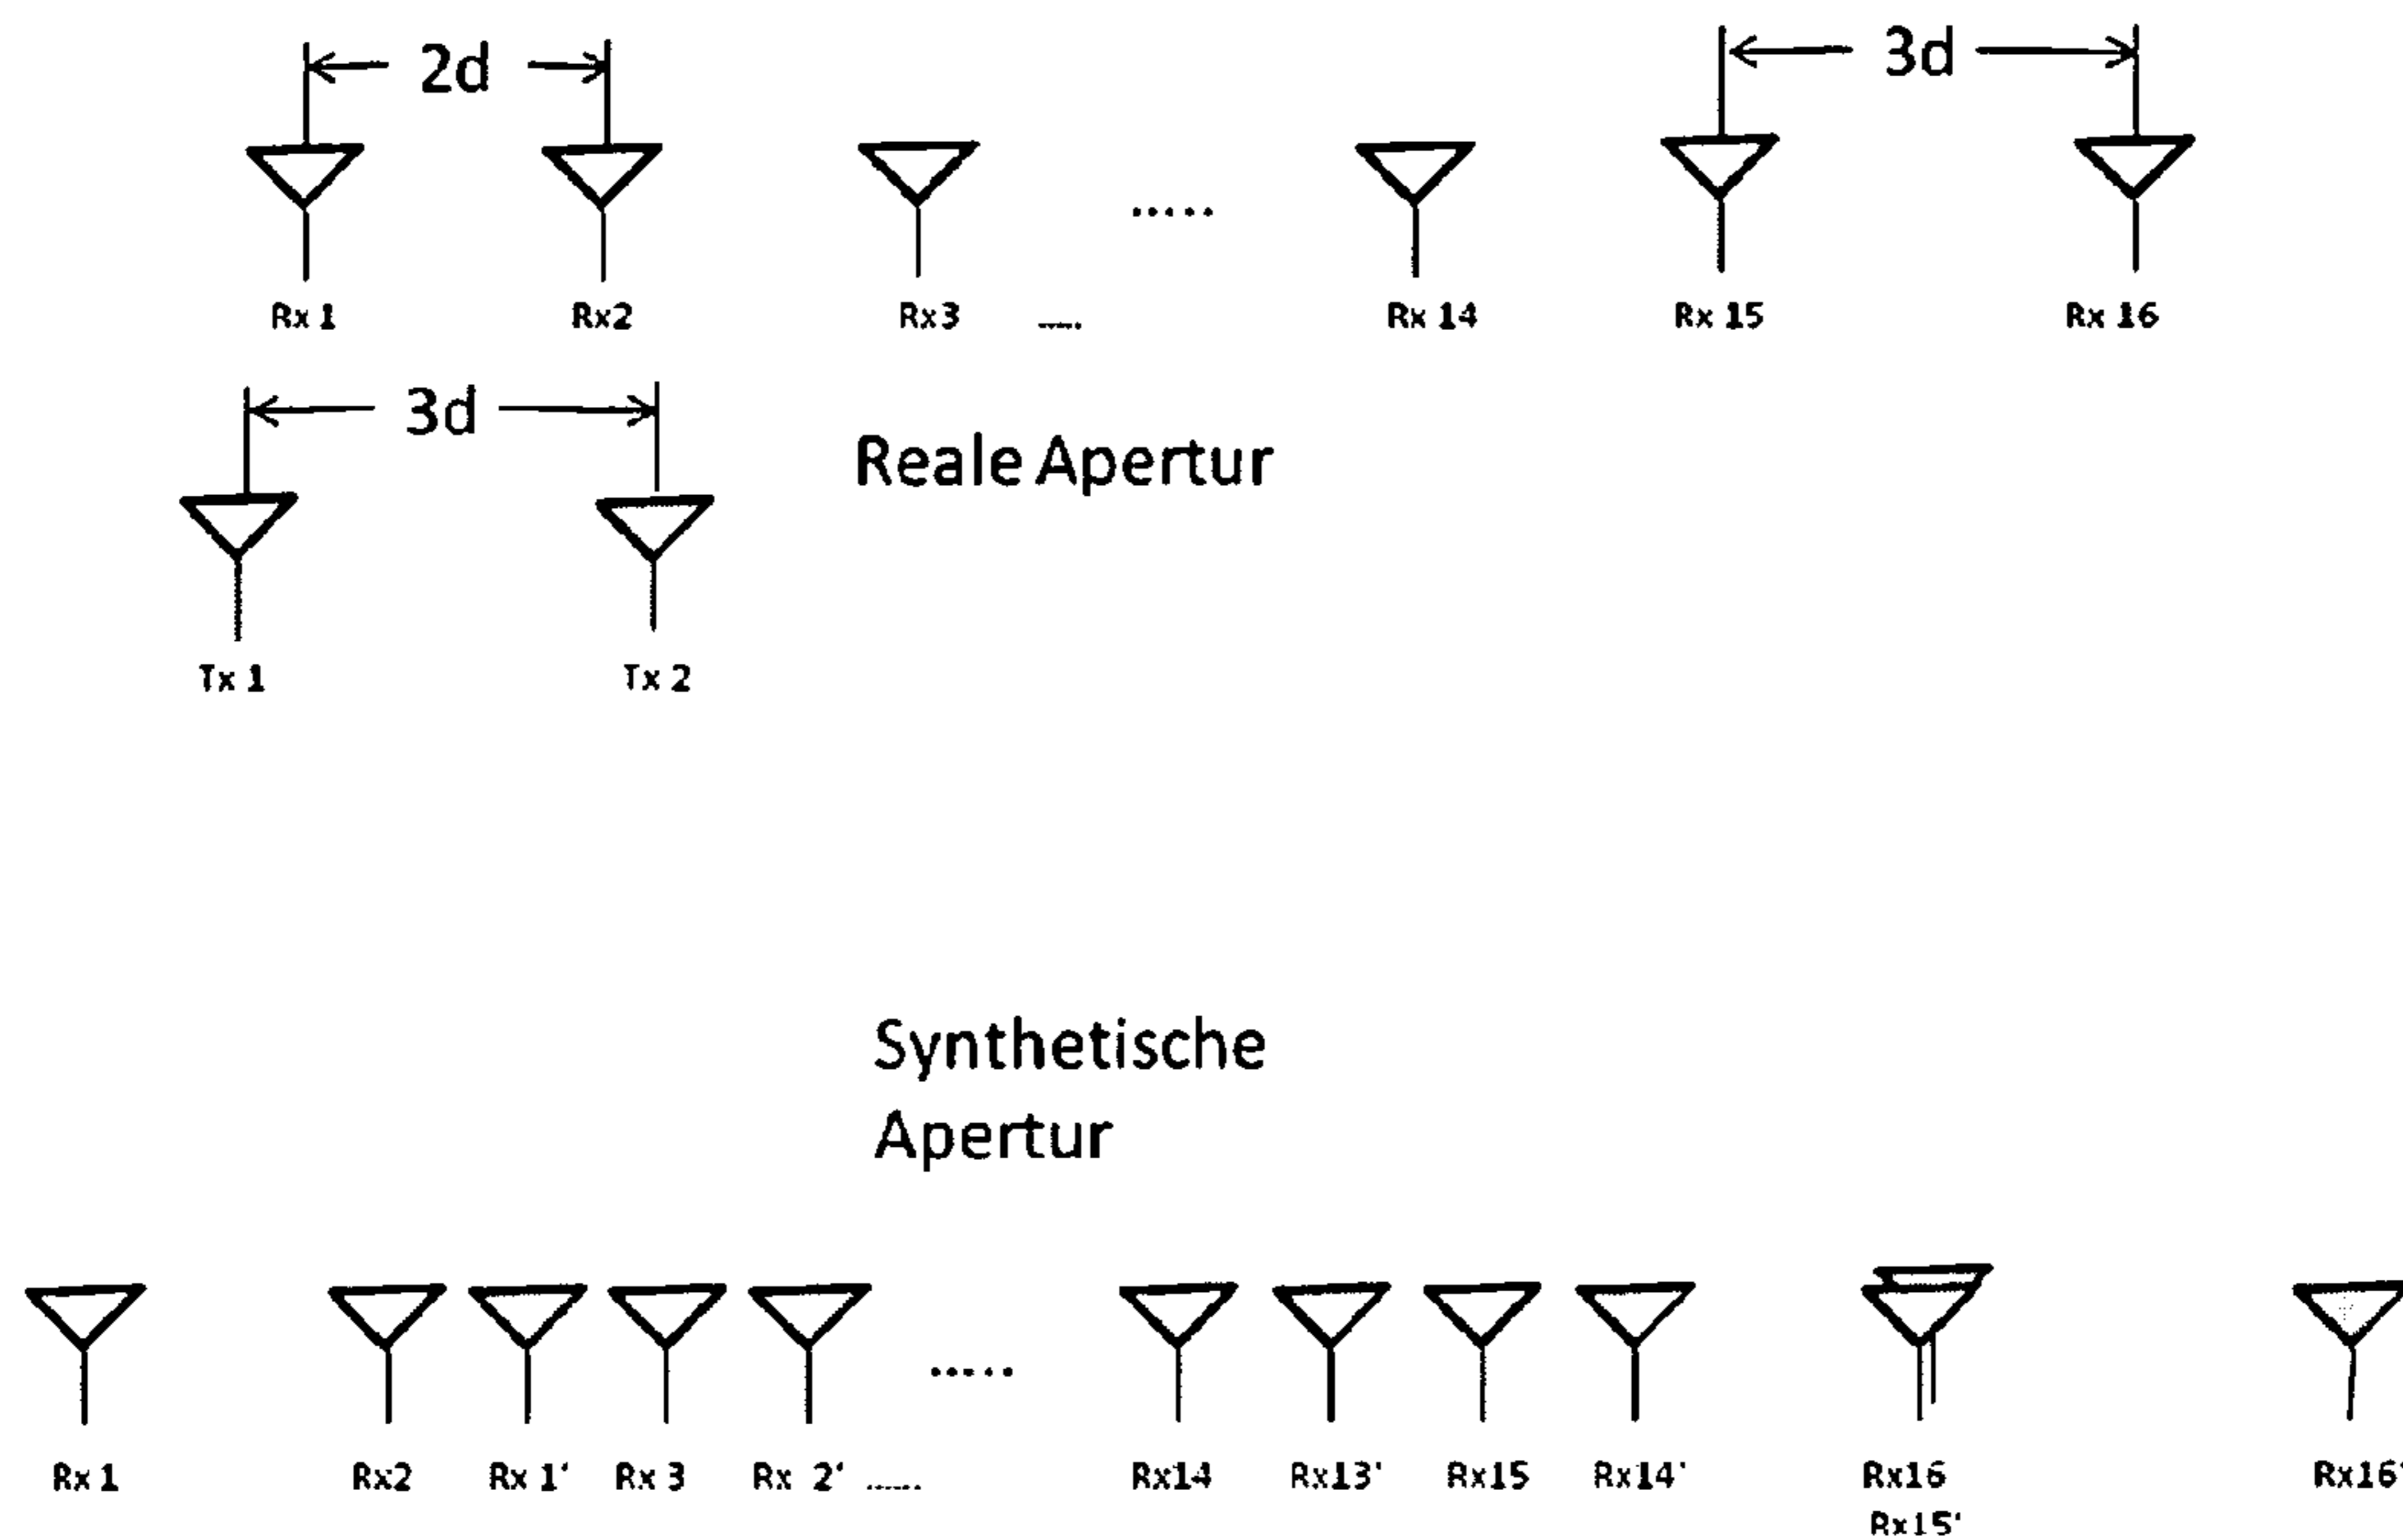 2d 3d
Rx 1 Rx2 Rx3 ..... Rx 14 Rx 15 Rx 16
3d
Reale Apertur
Tx 1 Tx 2
Synthetische
Apertur
.....
Rx 1 Rx2 Rx 1' Rx 3 Rx 2' ...... Rx14 Rx13' Rx15 Rx14' Rx16 Rx16'
Rx15'